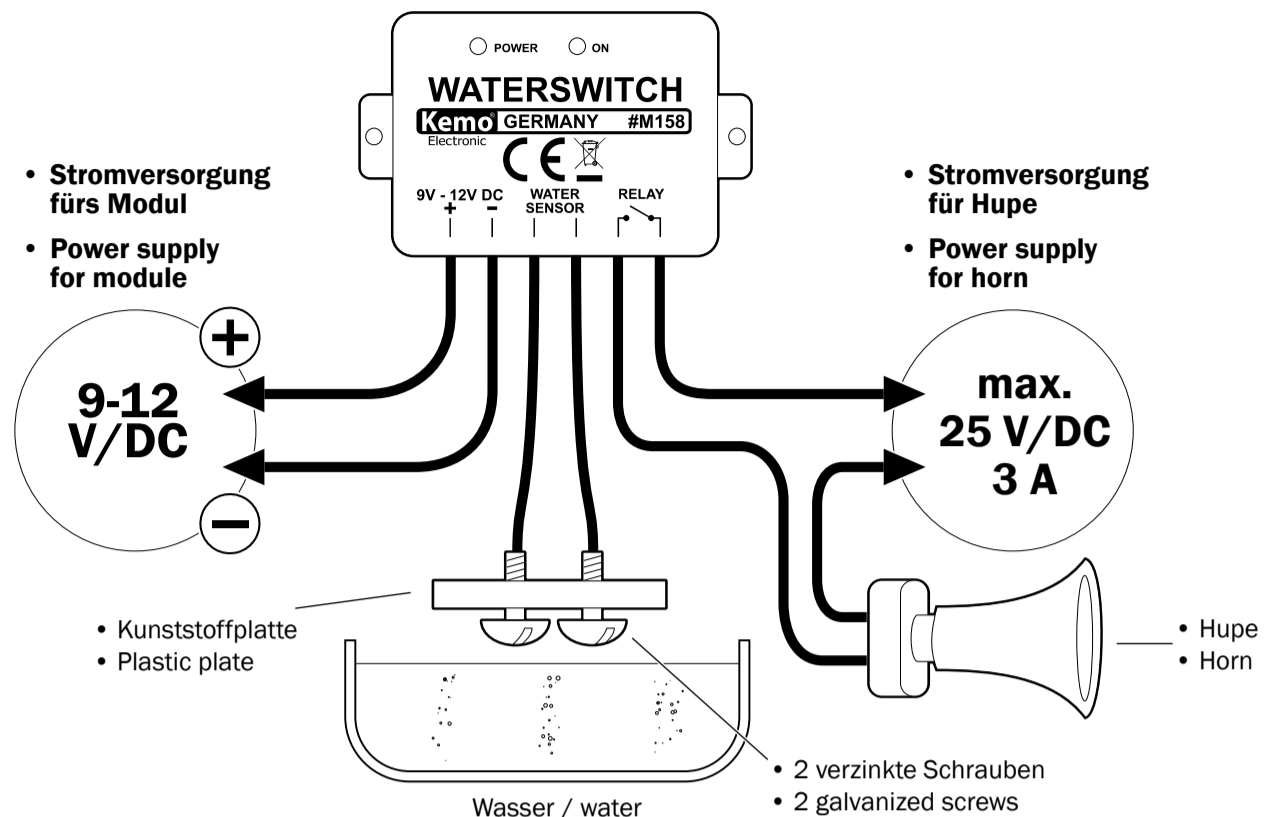 POWER ON
WATERSWITCH
Kemo® GERMANY #M158
Electronic
CE
9V - 12V DC
+ -
WATER
SENSOR
RELAY
• Stromversorgung
fürs Modul
• Power supply
for module
+
9-12
V/DC
−
• Stromversorgung
für Hupe
• Power supply
for horn
max.
25 V/DC
3 A
• Kunststoffplatte
• Plastic plate
• Hupe
• Horn
• 2 verzinkte Schrauben
• 2 galvanized screws
Wasser / water